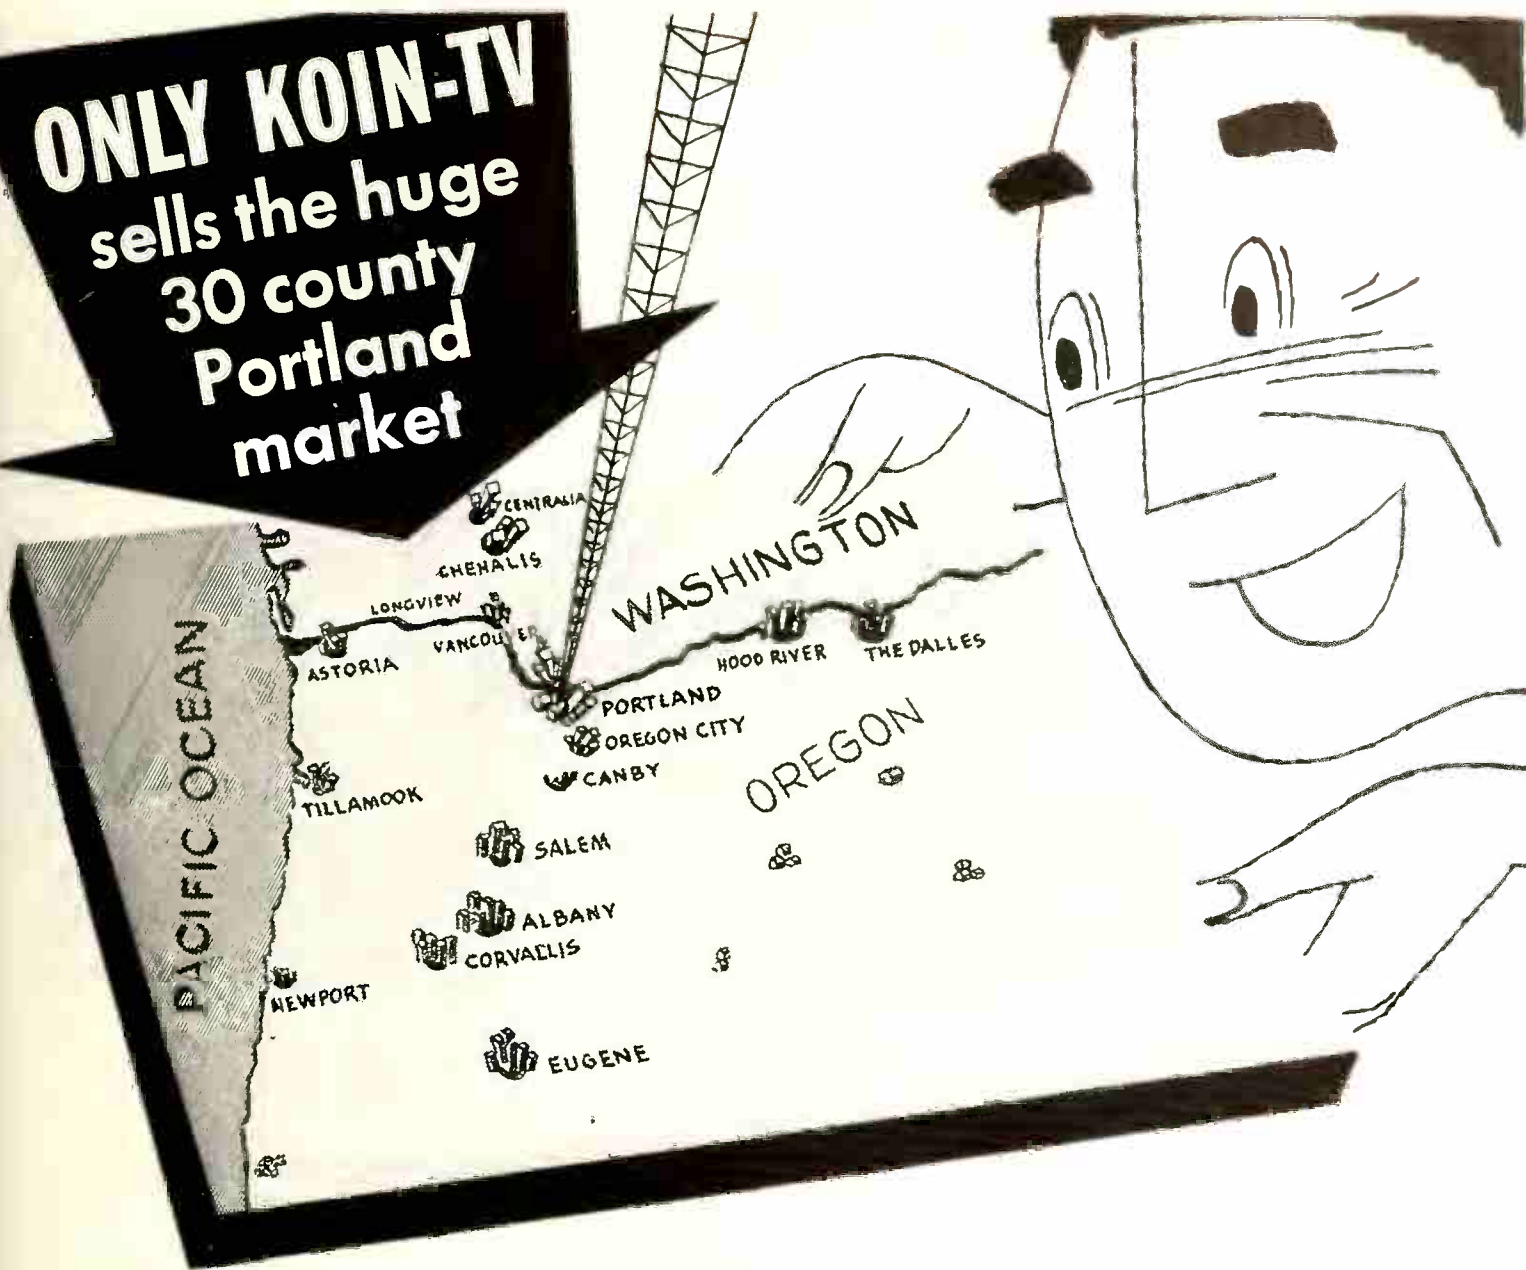 ONLY KOIN-TV
sells the huge
30 county
Portland
market
CENTRALIA
CHEHALIS
LONGVIEW
VANCOUVER
WASHINGTON
ASTORIA
HOOD RIVER
THE DALLES
PORTLAND
OREGON CITY
CANBY
OREGON
TILLAMOOK
PACIFIC OCEAN
SALEM
ALBANY
CORVALLIS
NEWPORT
EUGENE